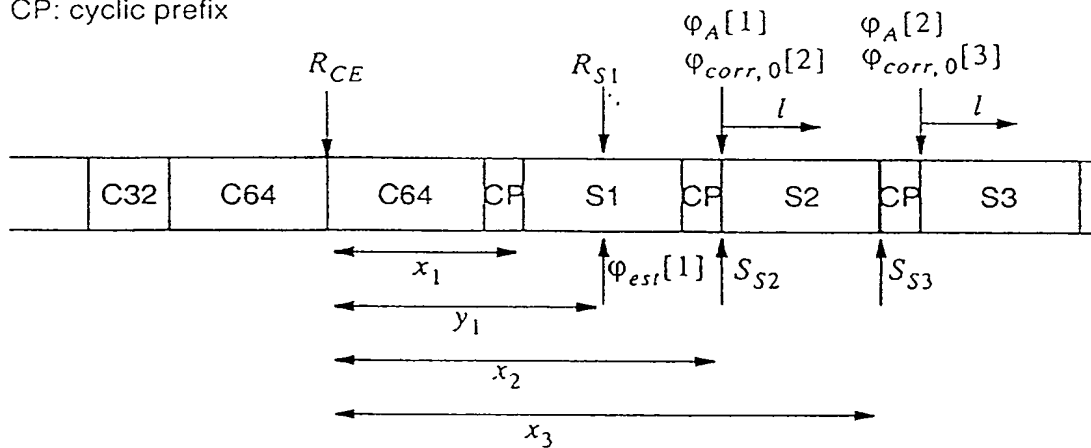 CP: cyclic prefix
φ_A[1]
φ_A[2]
R_CE
R_S1
φ_corr, 0[2]
φ_corr, 0[3]
l
l
C32
C64
C64
CP
S1
CP
S2
CP
S3
x_1
φ_est[1]
S_S2
S_S3
y_1
x_2
x_3